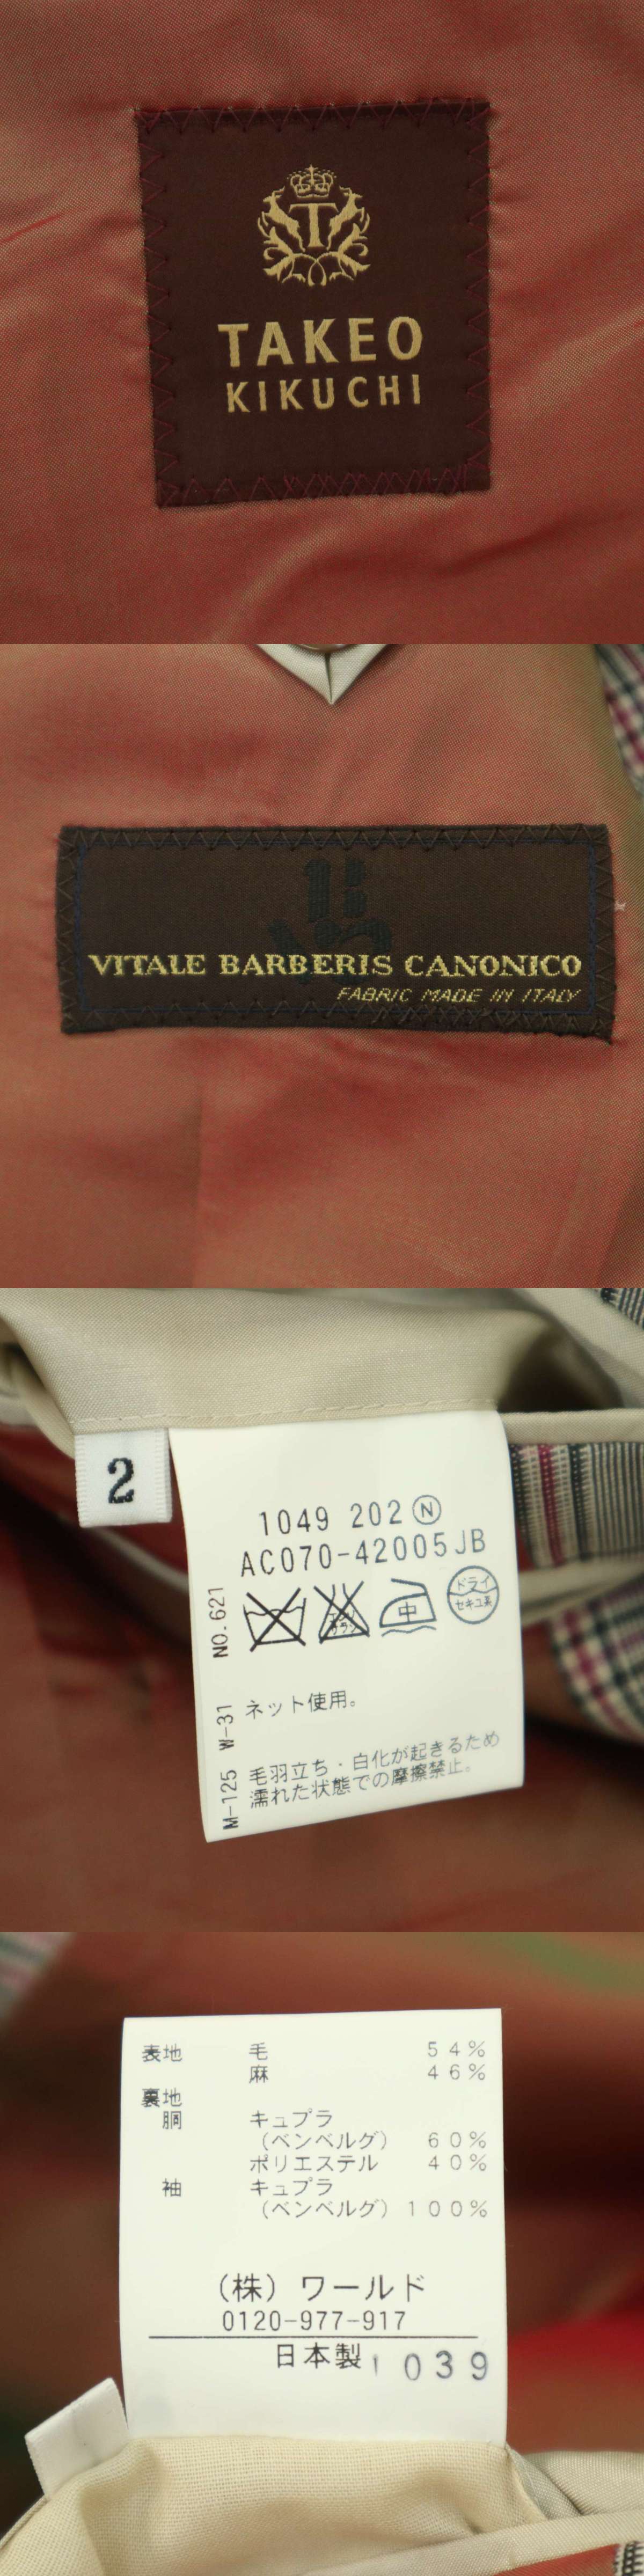 T
TAKEO
KIKUCHI
VITALE BARBERIS CANONICO
FABRIC MADE IN ITALY
2
1049 202 Ⓝ
AC070-42005JB
NO.621
中
ドライ
セキユ系
W-31
ネット使用。
M-125
毛羽立ち・白化が起きるため
濡れた状態での摩擦禁止。
表地 毛 54%
麻 46%
裏地
胴 キュプラ
(ベンベルグ) 60%
ポリエステル 40%
袖 キュプラ
(ベンベルグ) 100%
(株) ワールド
0120-977-917
日本製 1039